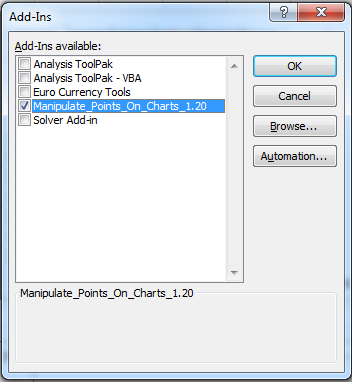 Add-Ins
Add-Ins available:
Analysis ToolPak
Analysis ToolPak - VBA
Euro Currency Tools
Manipulate_Points_On_Charts_1.20
Solver Add-in
OK
Cancel
Browse...
Automation...
Manipulate_Points_On_Charts_1.20